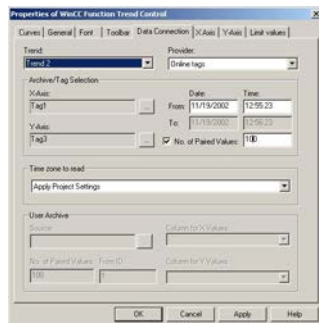 Properties of WinCC Function Trend Control
Curves General Font Toolbar Data Connection X Axis Y-Axis Limit values
Trend: Provider:
Trend 2 Online tags
Archive/Tag Selection
X-Axis: Date: Time:
Tag1 ... From: 11/19/2002 12:55:23
Y-Axis: To: 11/19/2002 12:56:23
Tag3 ... No. of Paired Values: 100
Time zone to read
Apply Project Settings
User Archive
Source: Column for X Values:
No. of Paired Values: From ID: Column for Y Values:
100 1
OK Cancel Apply Help